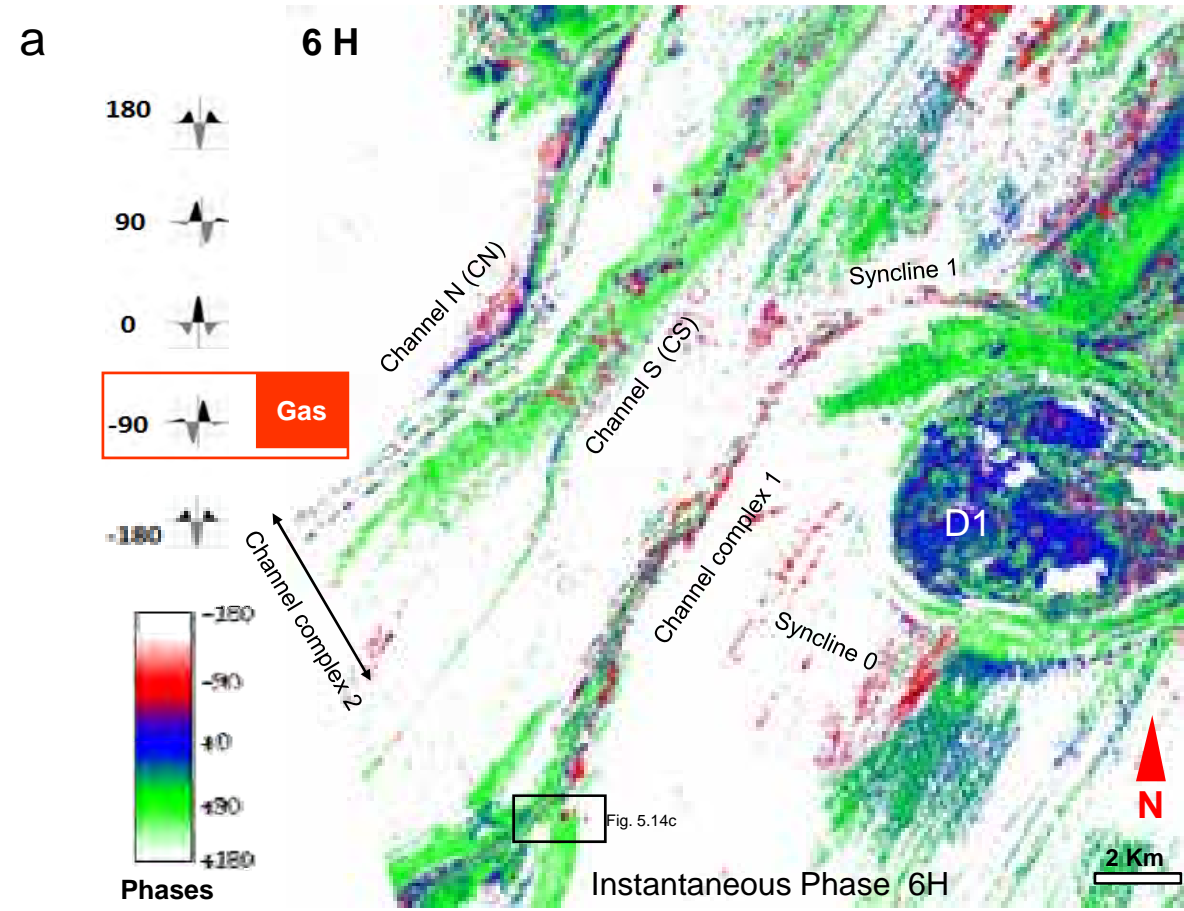 a
6 H
180
90
0
-90
Gas
-180
Channel N (CN)
Channel S (CS)
Syncline 1
Channel complex 1
Channel complex 2
D1
Syncline 0
-180
-90
+0
+90
+180
Phases
Fig. 5.14c
N
2 Km
Instantaneous Phase 6H